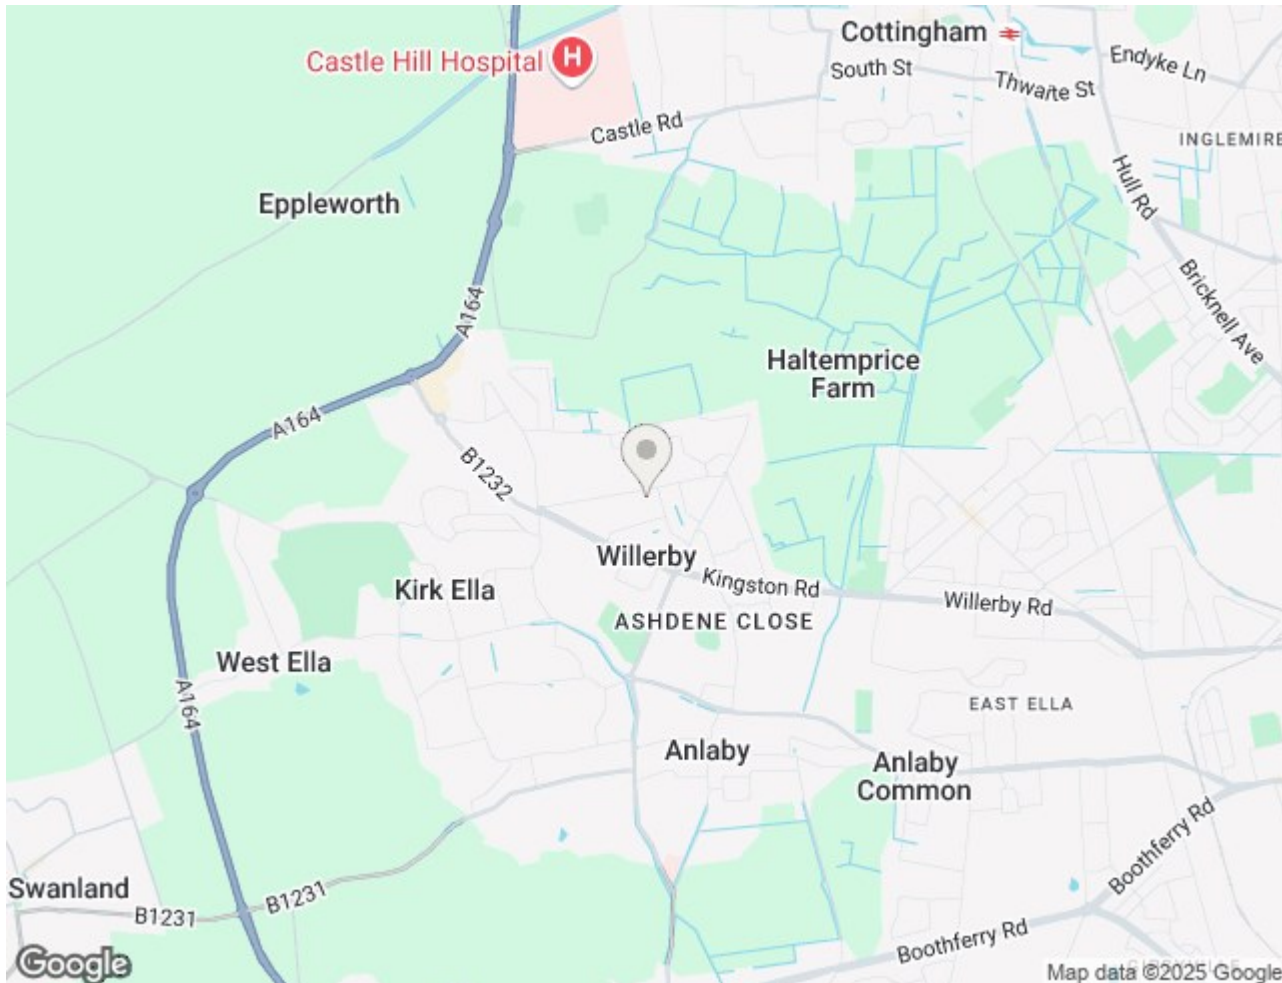 Cottingham
Castle Hill Hospital
H
South St
Endyke Ln
Thwaite St
Castle Rd
INGLEMIRE
Hull Rd
Eppleworth
A164
Bricknell Ave
Haltemprice
Farm
A164
B1232
Willerby
Kirk Ella
Kingston Rd
Willerby Rd
ASHDENE CLOSE
West Ella
A164
EAST ELLA
Anlaby
Anlaby
Common
Boothferry Rd
Swanland
B1231
B1231
Boothferry Rd
Google
Map data ©2025 Google